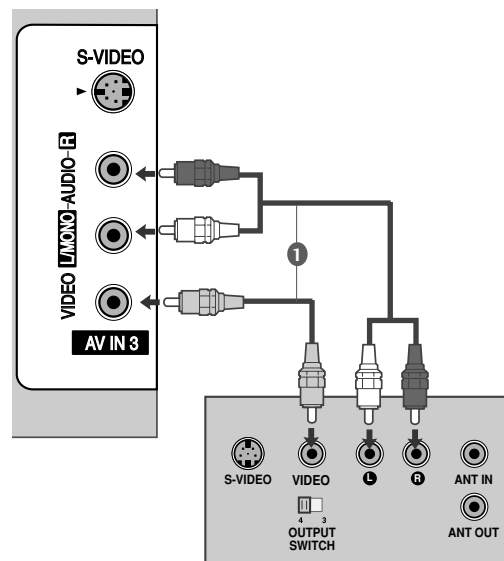 S-VIDEO
VIDEO L/MONO-AUDIO-R
AV IN 3
1
S-VIDEO
VIDEO
L
R
ANT IN
4 3
OUTPUT
SWITCH
ANT OUT